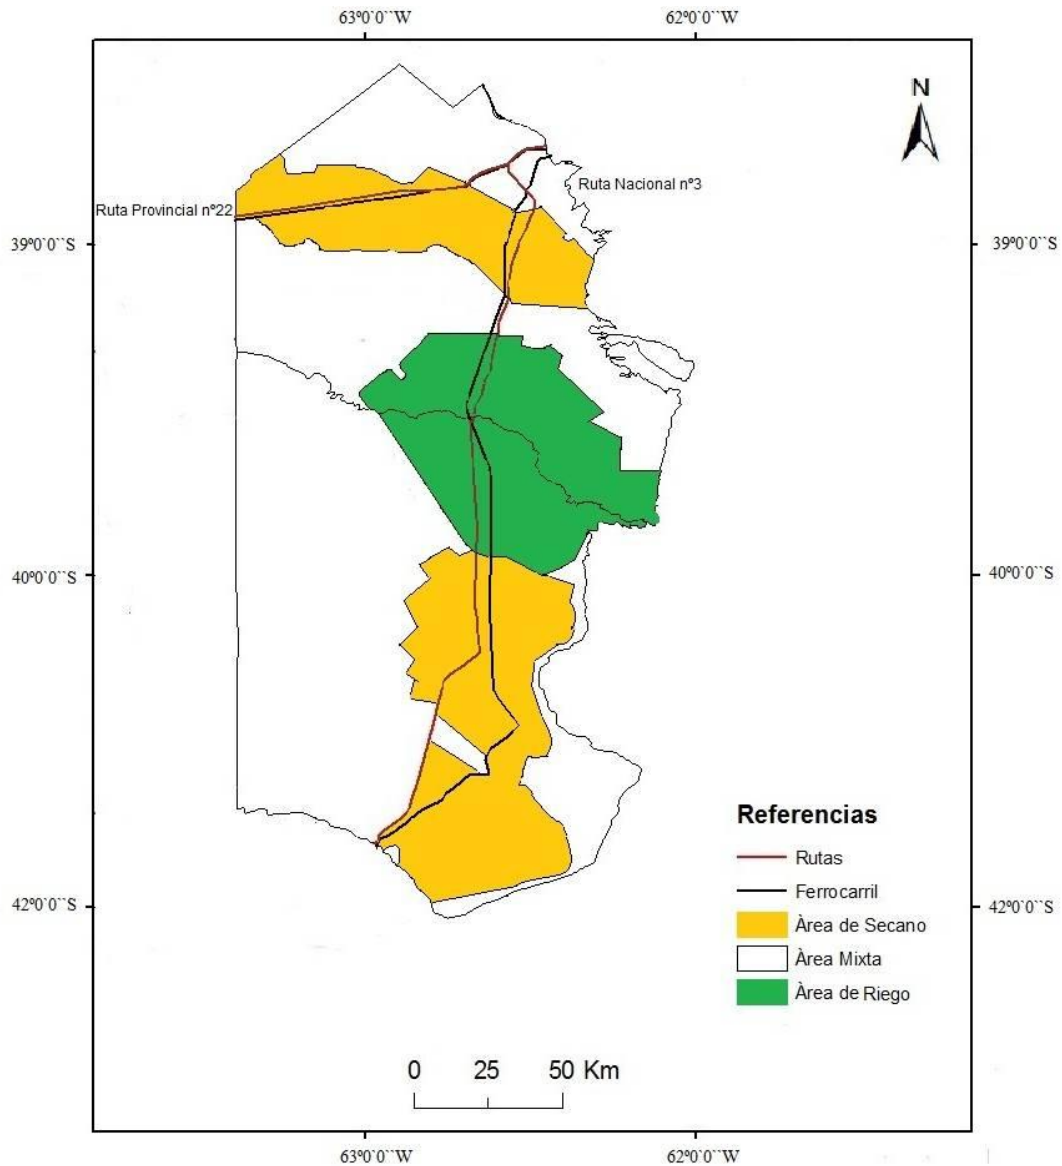 63º0`0``W
62º0`0``W
N
Ruta Nacional nº3
Ruta Provincial nº22
39º0`0``S
39º0`0``S
40º0`0``S
40º0`0``S
Referencias
Rutas
Ferrocarril
42º0`0``S
42º0`0``S
Àrea de Secano
Àrea Mixta
Àrea de Riego
0 25 50 Km
63º0`0``W
62º0`0``W